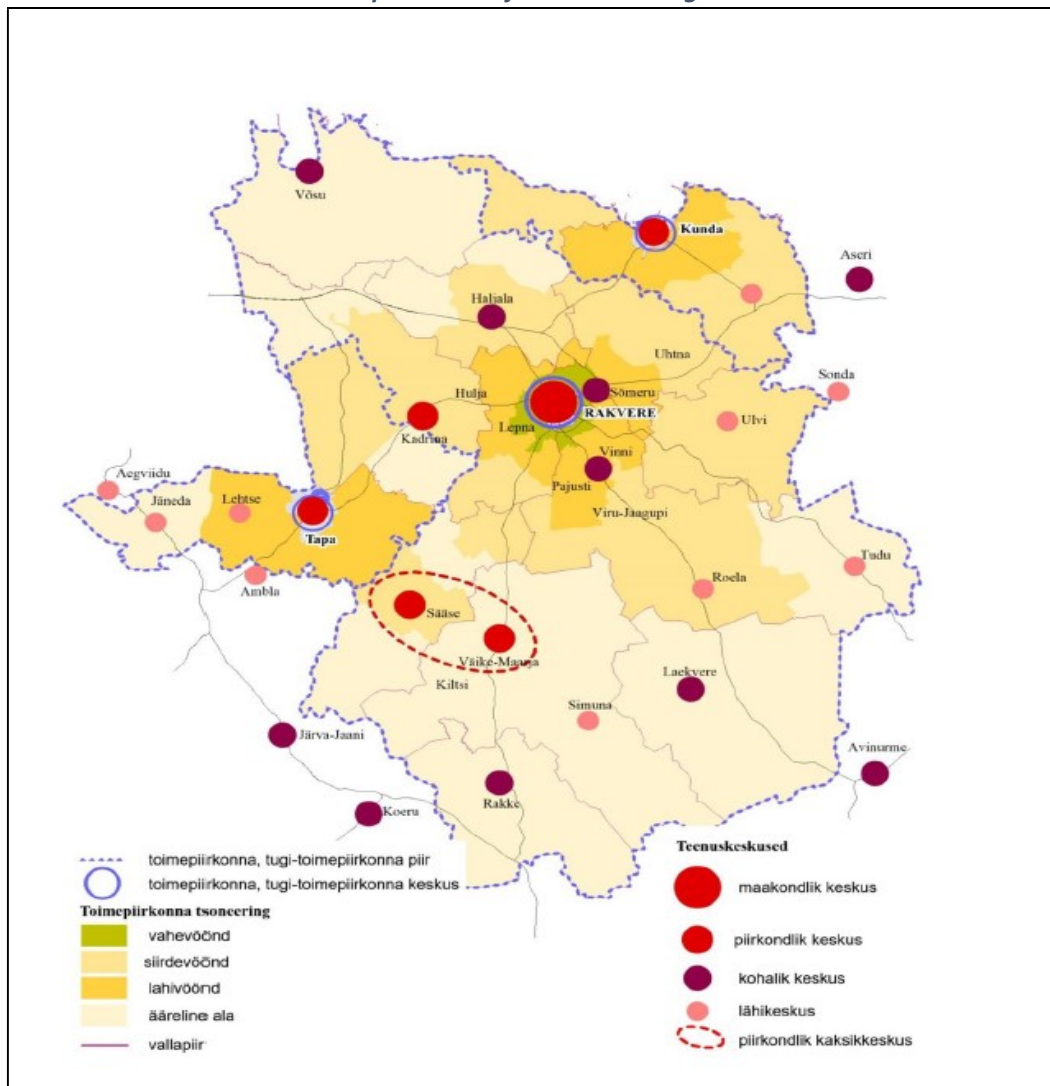 Võsu
Kunda
Aseri
Haljala
Uhtna
Sonda
Hulja
Sõmeru
RAKVERE
Ulvi
Lepna
Kadrina
Vinni
Aegviidu
Pajusti
Jäneda
Lehtse
Viru-Jaagupi
Tapa
Tudu
Roela
Ambla
Sääse
Väike-Maarja
Laekvere
Kiltsi
Simuna
Järva-Jaani
Avinurme
Rakke
Koeru
toimepiirkonna, tugi-toimepiirkonna piir
toimepiirkonna, tugi-toimepiirkonna keskus
Toimepiirkonna tsoneering
vahevöönd
siirdevöönd
lahivöönd
ääreline ala
vallapiir
Teenuskeskused
maakondlik keskus
piirkondlik keskus
kohalik keskus
lähikeskus
piirkondlik kaksikkeskus